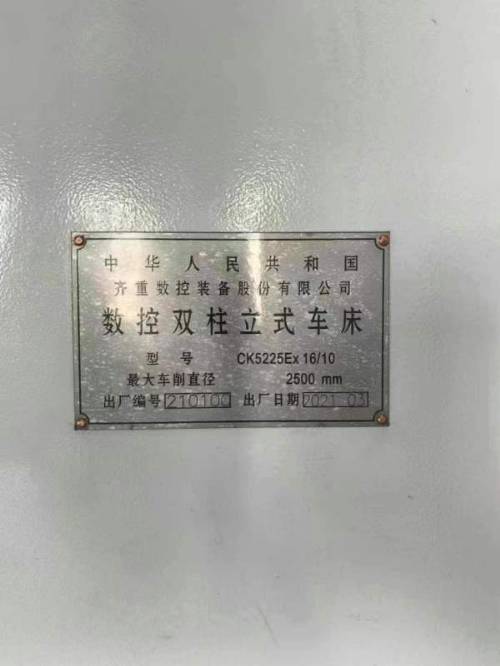 中华人民共和国
齐重数控装备股份有限公司
数控双柱立式车床
型号 CK5225Ex 16/10
最大车削直径 2500 mm
出厂编号 210100 出厂日期 2021 03